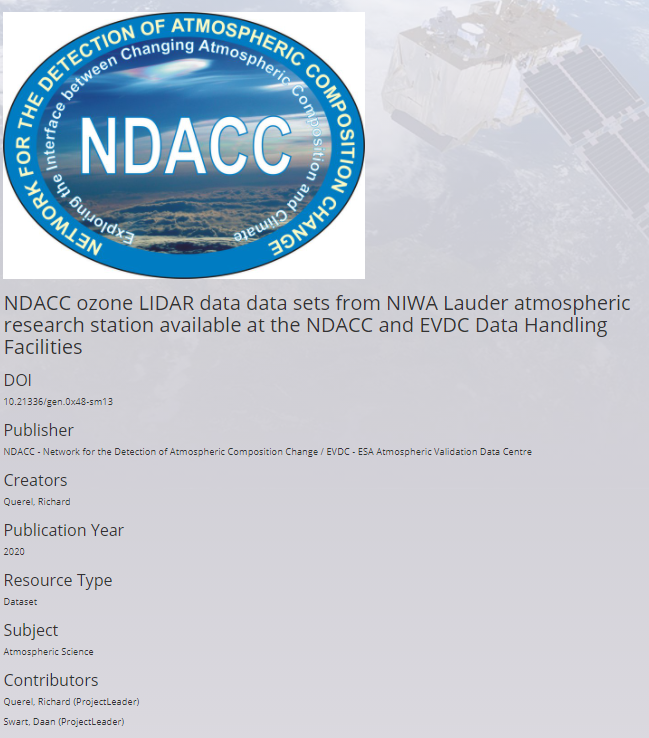 NETWORK FOR THE DETECTION OF ATMOSPHERIC COMPOSITION CHANGE
Exploring the Interface between Changing Atmospheric Composition and Climate
NDACC
NDACC ozone LIDAR data data sets from NIWA Lauder atmospheric
research station available at the NDACC and EVDC Data Handling
Facilities
DOI
10.21336/gen.0x48-sm13
Publisher
NDACC - Network for the Detection of Atmospheric Composition Change / EVDC - ESA Atmospheric Validation Data Centre
Creators
Querel, Richard
Publication Year
2020
Resource Type
Dataset
Subject
Atmospheric Science
Contributors
Querel, Richard (ProjectLeader)
Swart, Daan (ProjectLeader)